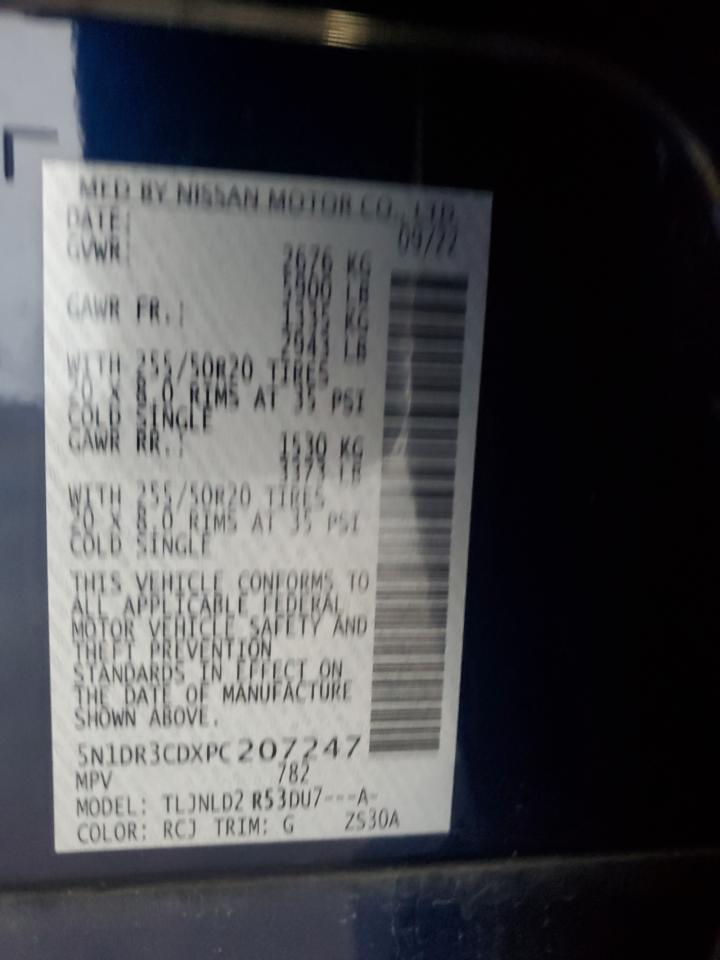 MFD BY NISSAN MOTOR CO., LTD.
DATE: 09/22
GVWR: 2676 KG
5900 LB
GAWR FR.: 1335 KG
2943 LB
WITH 255/50R20 TIRES
20 X 8.0 RIMS AT 35 PSI
COLD SINGLE
GAWR RR.: 1530 KG
3373 LB
WITH 255/50R20 TIRES
20 X 8.0 RIMS AT 35 PSI
COLD SINGLE
THIS VEHICLE CONFORMS TO
ALL APPLICABLE FEDERAL
MOTOR VEHICLE SAFETY AND
THEFT PREVENTION
STANDARDS IN EFFECT ON
THE DATE OF MANUFACTURE
SHOWN ABOVE.
5N1DR3CDXPC207247
MPV 782
MODEL: TLJNLD2 R53DU7---A-
COLOR: RCJ TRIM: G ZS30A